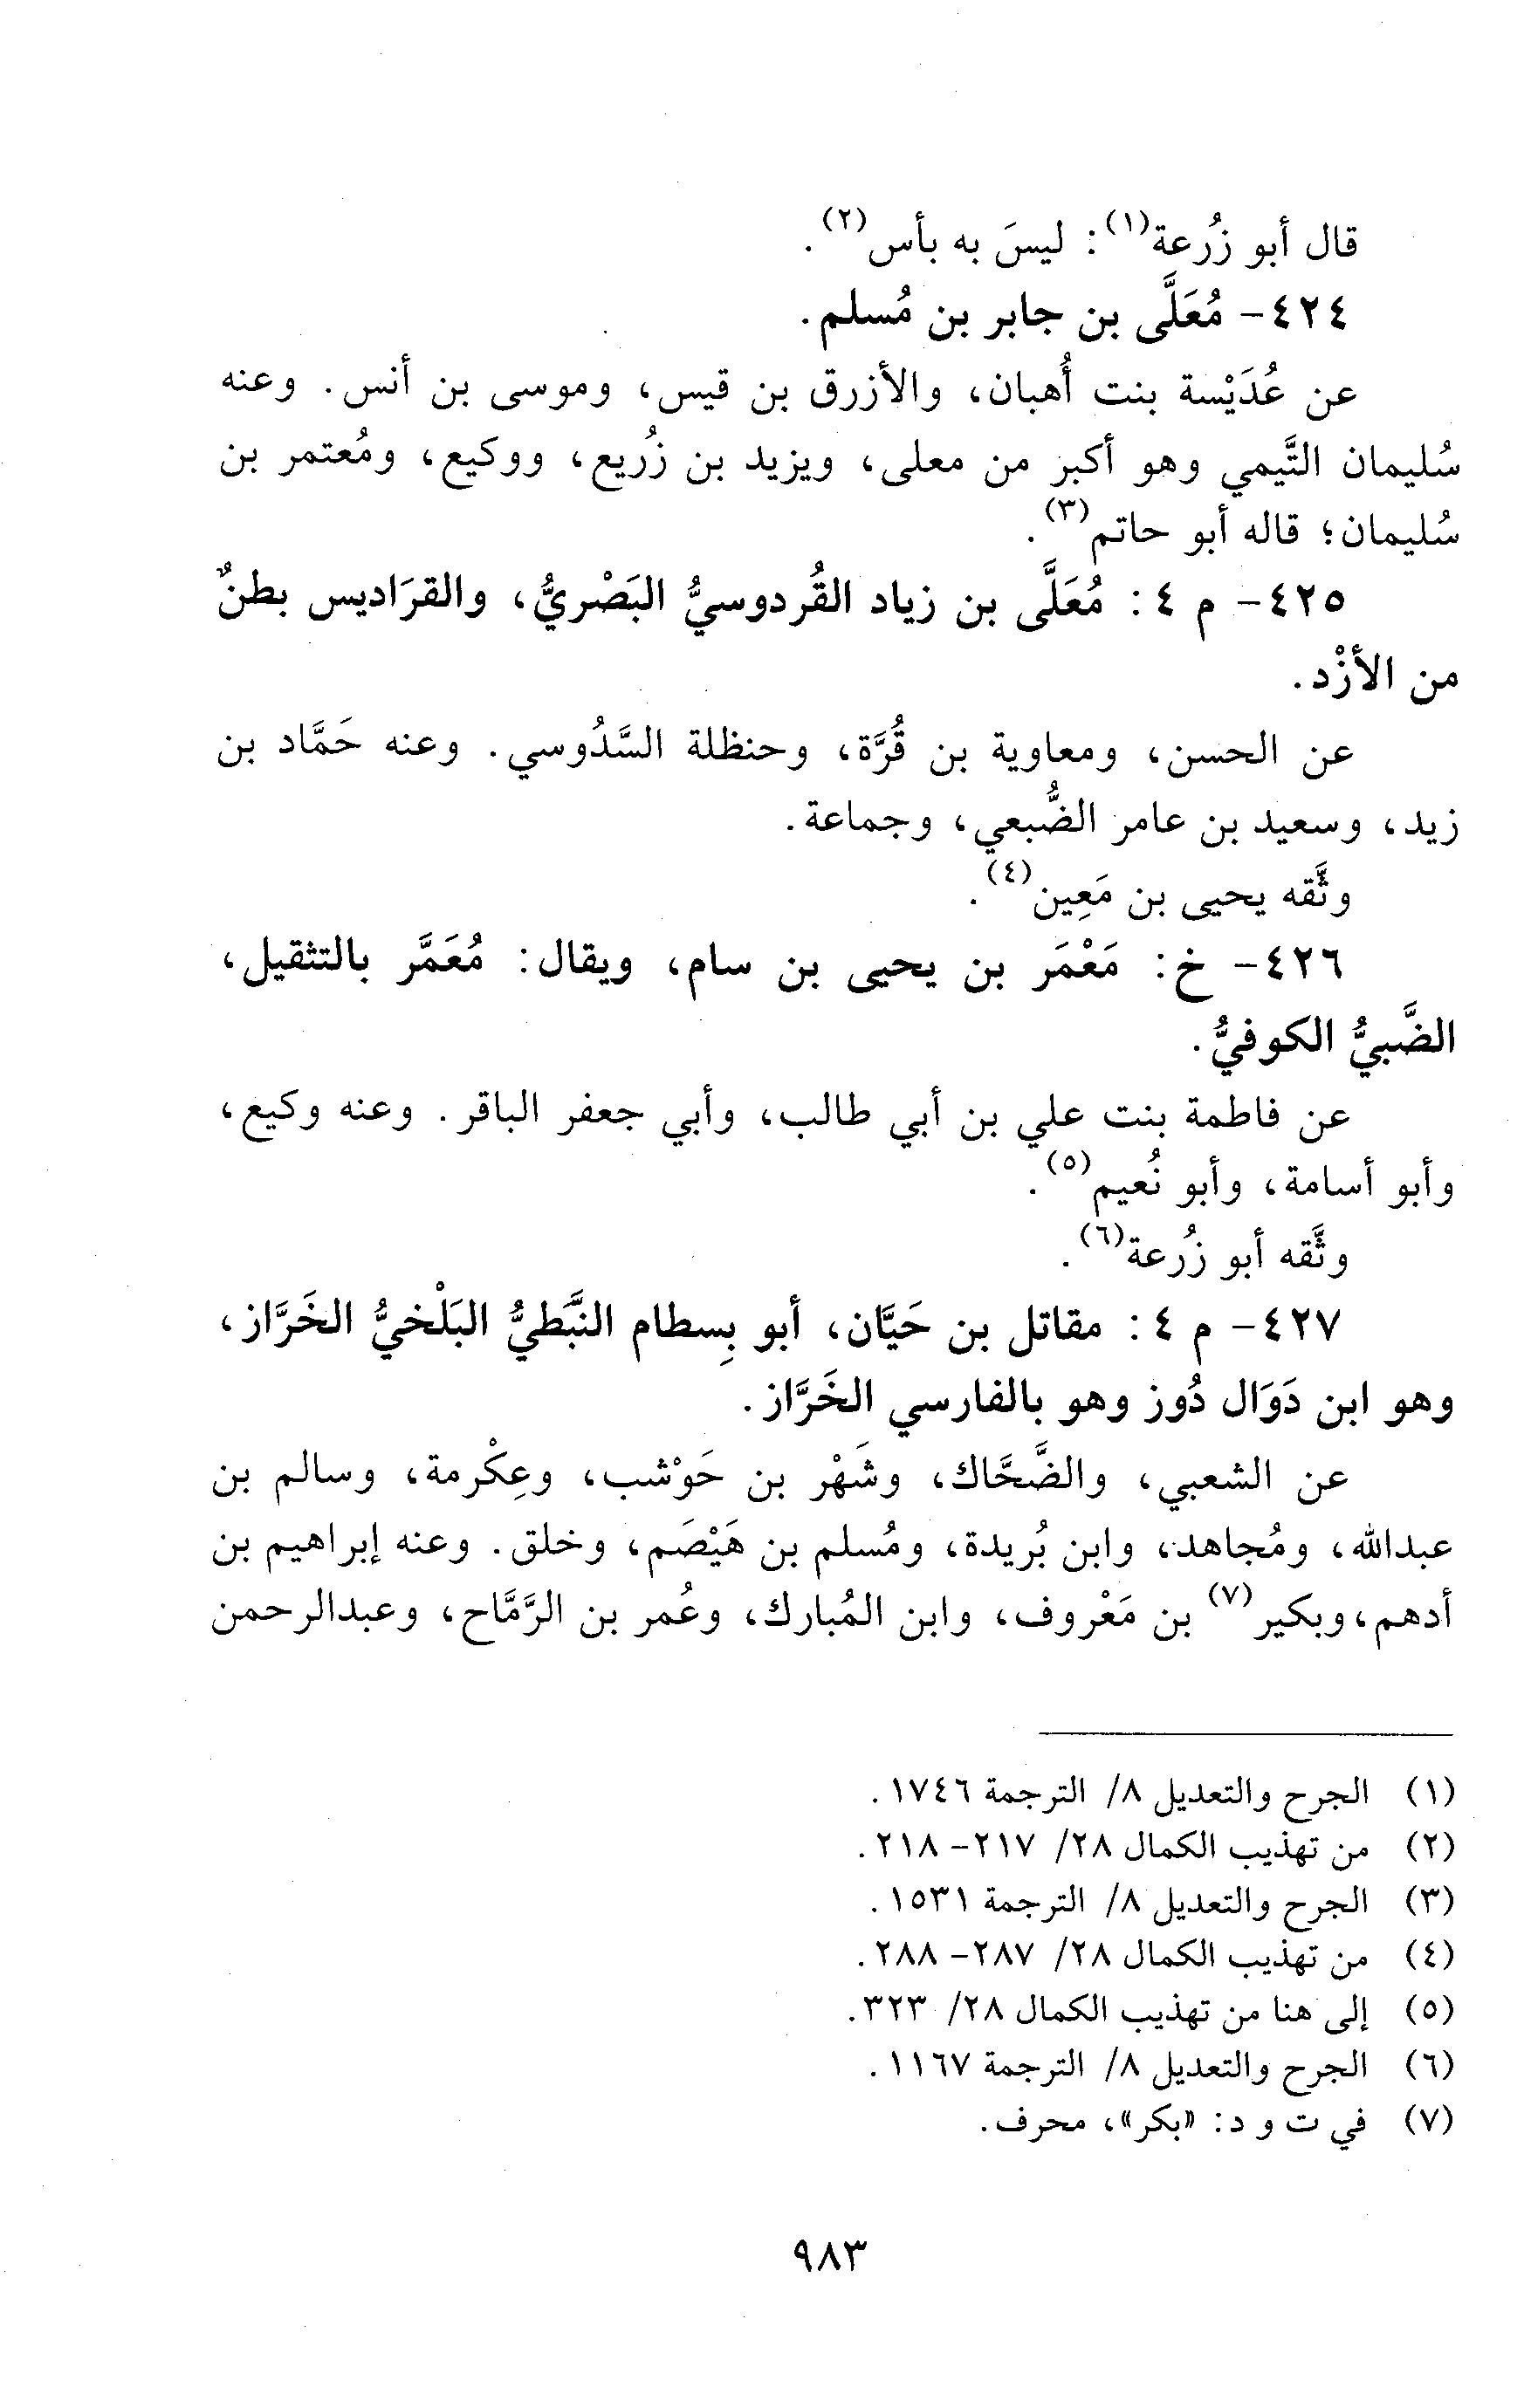 قال أبو زُرعة(١): ليسَ به بأس(٢).
٤٢٤- مُعَلَّى بن جابر بن مُسلم.
عن عُدَيْسة بنت أُهبان، والأزرق بن قيس، وموسى بن أنس. وعنه
سُليمان التَّيمي وهو أكبر من معلى، ويزيد بن زُريع، ووكيع، ومُعتمر بن
سُليمان؛ قاله أبو حاتم(٣).
٤٢٥- م ٤: مُعَلَّى بن زياد القُردوسيُّ البَصْريُّ، والقرَاديس بطنٌ
من الأزْد.
عن الحسن، ومعاوية بن قُرَّة، وحنظلة السَّدُوسي. وعنه حَمَّاد بن
زيد، وسعيد بن عامر الضُّبعي، وجماعة.
وثَّقه يحيى بن مَعِين(٤).
٤٢٦- خ: مَعْمَر بن يحيى بن سام، ويقال: مُعَمَّر بالتثقيل،
الضَّبيُّ الكوفيُّ.
عن فاطمة بنت علي بن أبي طالب، وأبي جعفر الباقر. وعنه وكيع،
وأبو أسامة، وأبو نُعيم(٥).
وثَّقه أبو زُرعة(٦).
٤٢٧- م ٤: مقاتل بن حَيَّان، أبو بِسطام النَّبَطيُّ البَلْخيُّ الخَرَّاز،
وهو ابن دَوَال دُوز وهو بالفارسي الخَرَّاز.
عن الشعبي، والضَّحَّاك، وشَهْر بن حَوْشب، وعِكْرمة، وسالم بن
عبدالله، ومُجاهد، وابن بُريدة، ومُسلم بن هَيْصَم، وخلق. وعنه إبراهيم بن
أدهم، وبكير(٧) بن مَعْروف، وابن المُبارك، وعُمر بن الرَّمَّاح، وعبدالرحمن
(١) الجرح والتعديل ٨/ الترجمة ١٧٤٦.
(٢) من تهذيب الكمال ٢٨/ ٢١٧- ٢١٨.
(٣) الجرح والتعديل ٨/ الترجمة ١٥٣١.
(٤) من تهذيب الكمال ٢٨/ ٢٨٧- ٢٨٨.
(٥) إلى هنا من تهذيب الكمال ٢٨/ ٣٢٣.
(٦) الجرح والتعديل ٨/ الترجمة ١١٦٧.
(٧) في ت و د: «بكر»، محرف.
٩٨٣